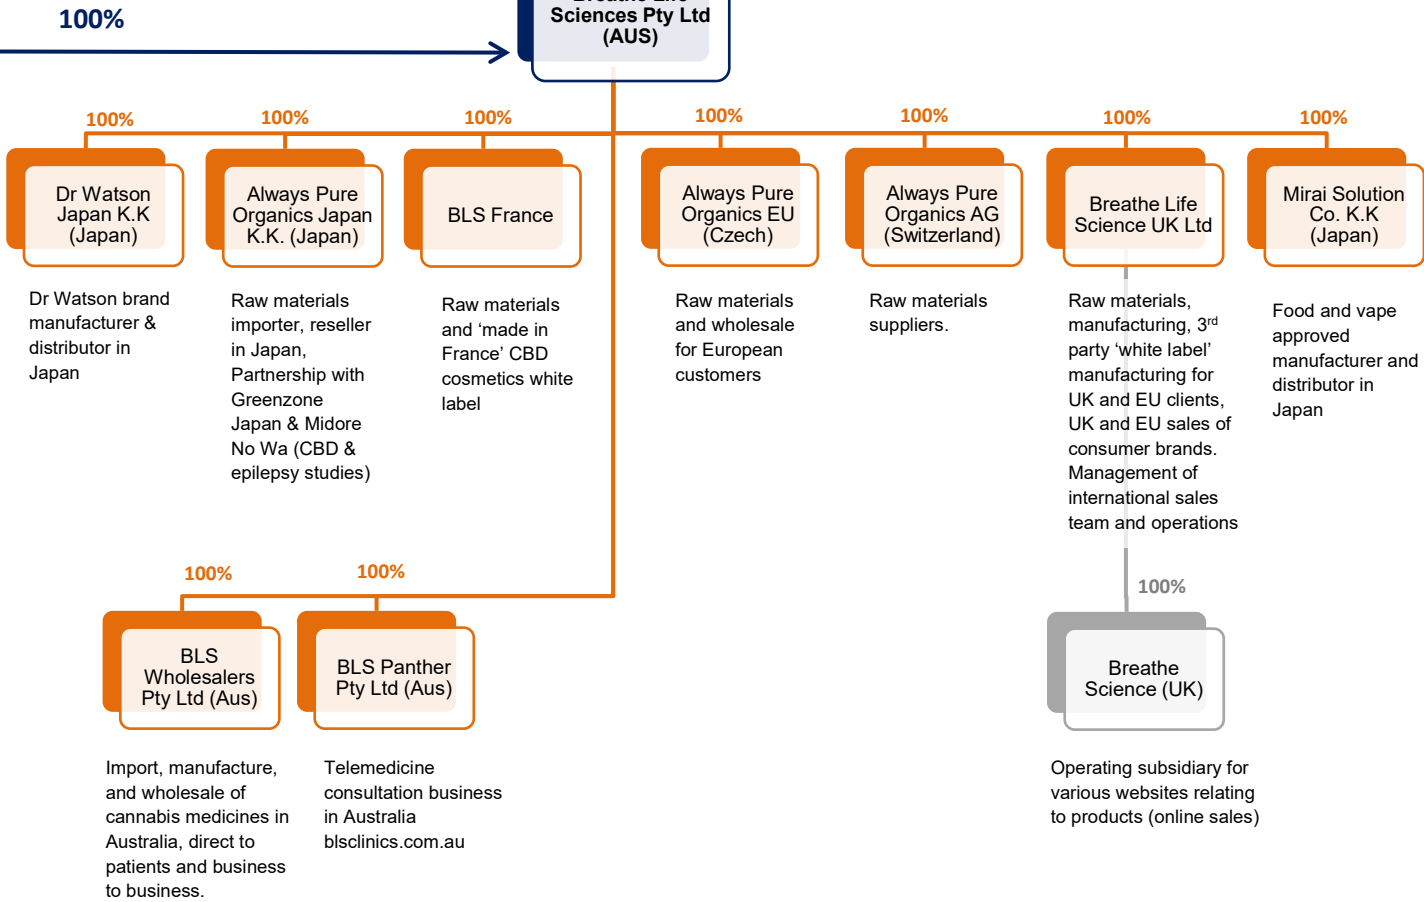 100%
Breathe Life
Sciences Pty Ltd
(AUS)
100%
100%
100%
100%
100%
100%
100%
Dr Watson
Japan K.K
(Japan)
Always Pure
Organics Japan
K.K. (Japan)
BLS France
Always Pure
Organics EU
(Czech)
Always Pure
Organics AG
(Switzerland)
Breathe Life
Science UK Ltd
Mirai Solution
Co. K.K
(Japan)
Dr Watson brand
manufacturer &
distributor in
Japan
Raw materials
importer, reseller
in Japan,
Partnership with
Greenzone
Japan & Midore
No Wa (CBD &
epilepsy studies)
Raw materials
and ‘made in
France’ CBD
cosmetics white
label
Raw materials
and wholesale
for European
customers
Raw materials
suppliers.
Raw materials,
manufacturing, 3rd
party ‘white label’
manufacturing for
UK and EU clients,
UK and EU sales of
consumer brands.
Management of
international sales
team and operations
Food and vape
approved
manufacturer and
distributor in
Japan
100%
100%
100%
BLS
Wholesalers
Pty Ltd (Aus)
BLS Panther
Pty Ltd (Aus)
Breathe
Science (UK)
Import, manufacture,
and wholesale of
cannabis medicines in
Australia, direct to
patients and business
to business.
Telemedicine
consultation business
in Australia
blsclinics.com.au
Operating subsidiary for
various websites relating
to products (online sales)